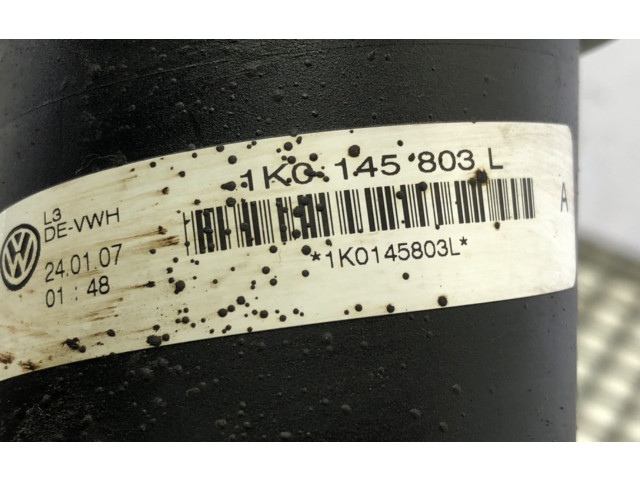 1K0 145 803 L
L3
DE-VWH
24.01.07
01:48
*1K0145803L*
A